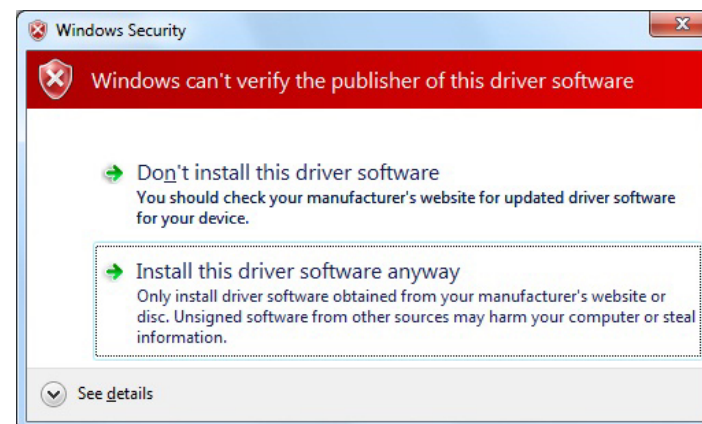 Windows Security
Windows can't verify the publisher of this driver software
Don't install this driver software
You should check your manufacturer's website for updated driver software
for your device.
Install this driver software anyway
Only install driver software obtained from your manufacturer's website or
disc. Unsigned software from other sources may harm your computer or steal
information.
See details